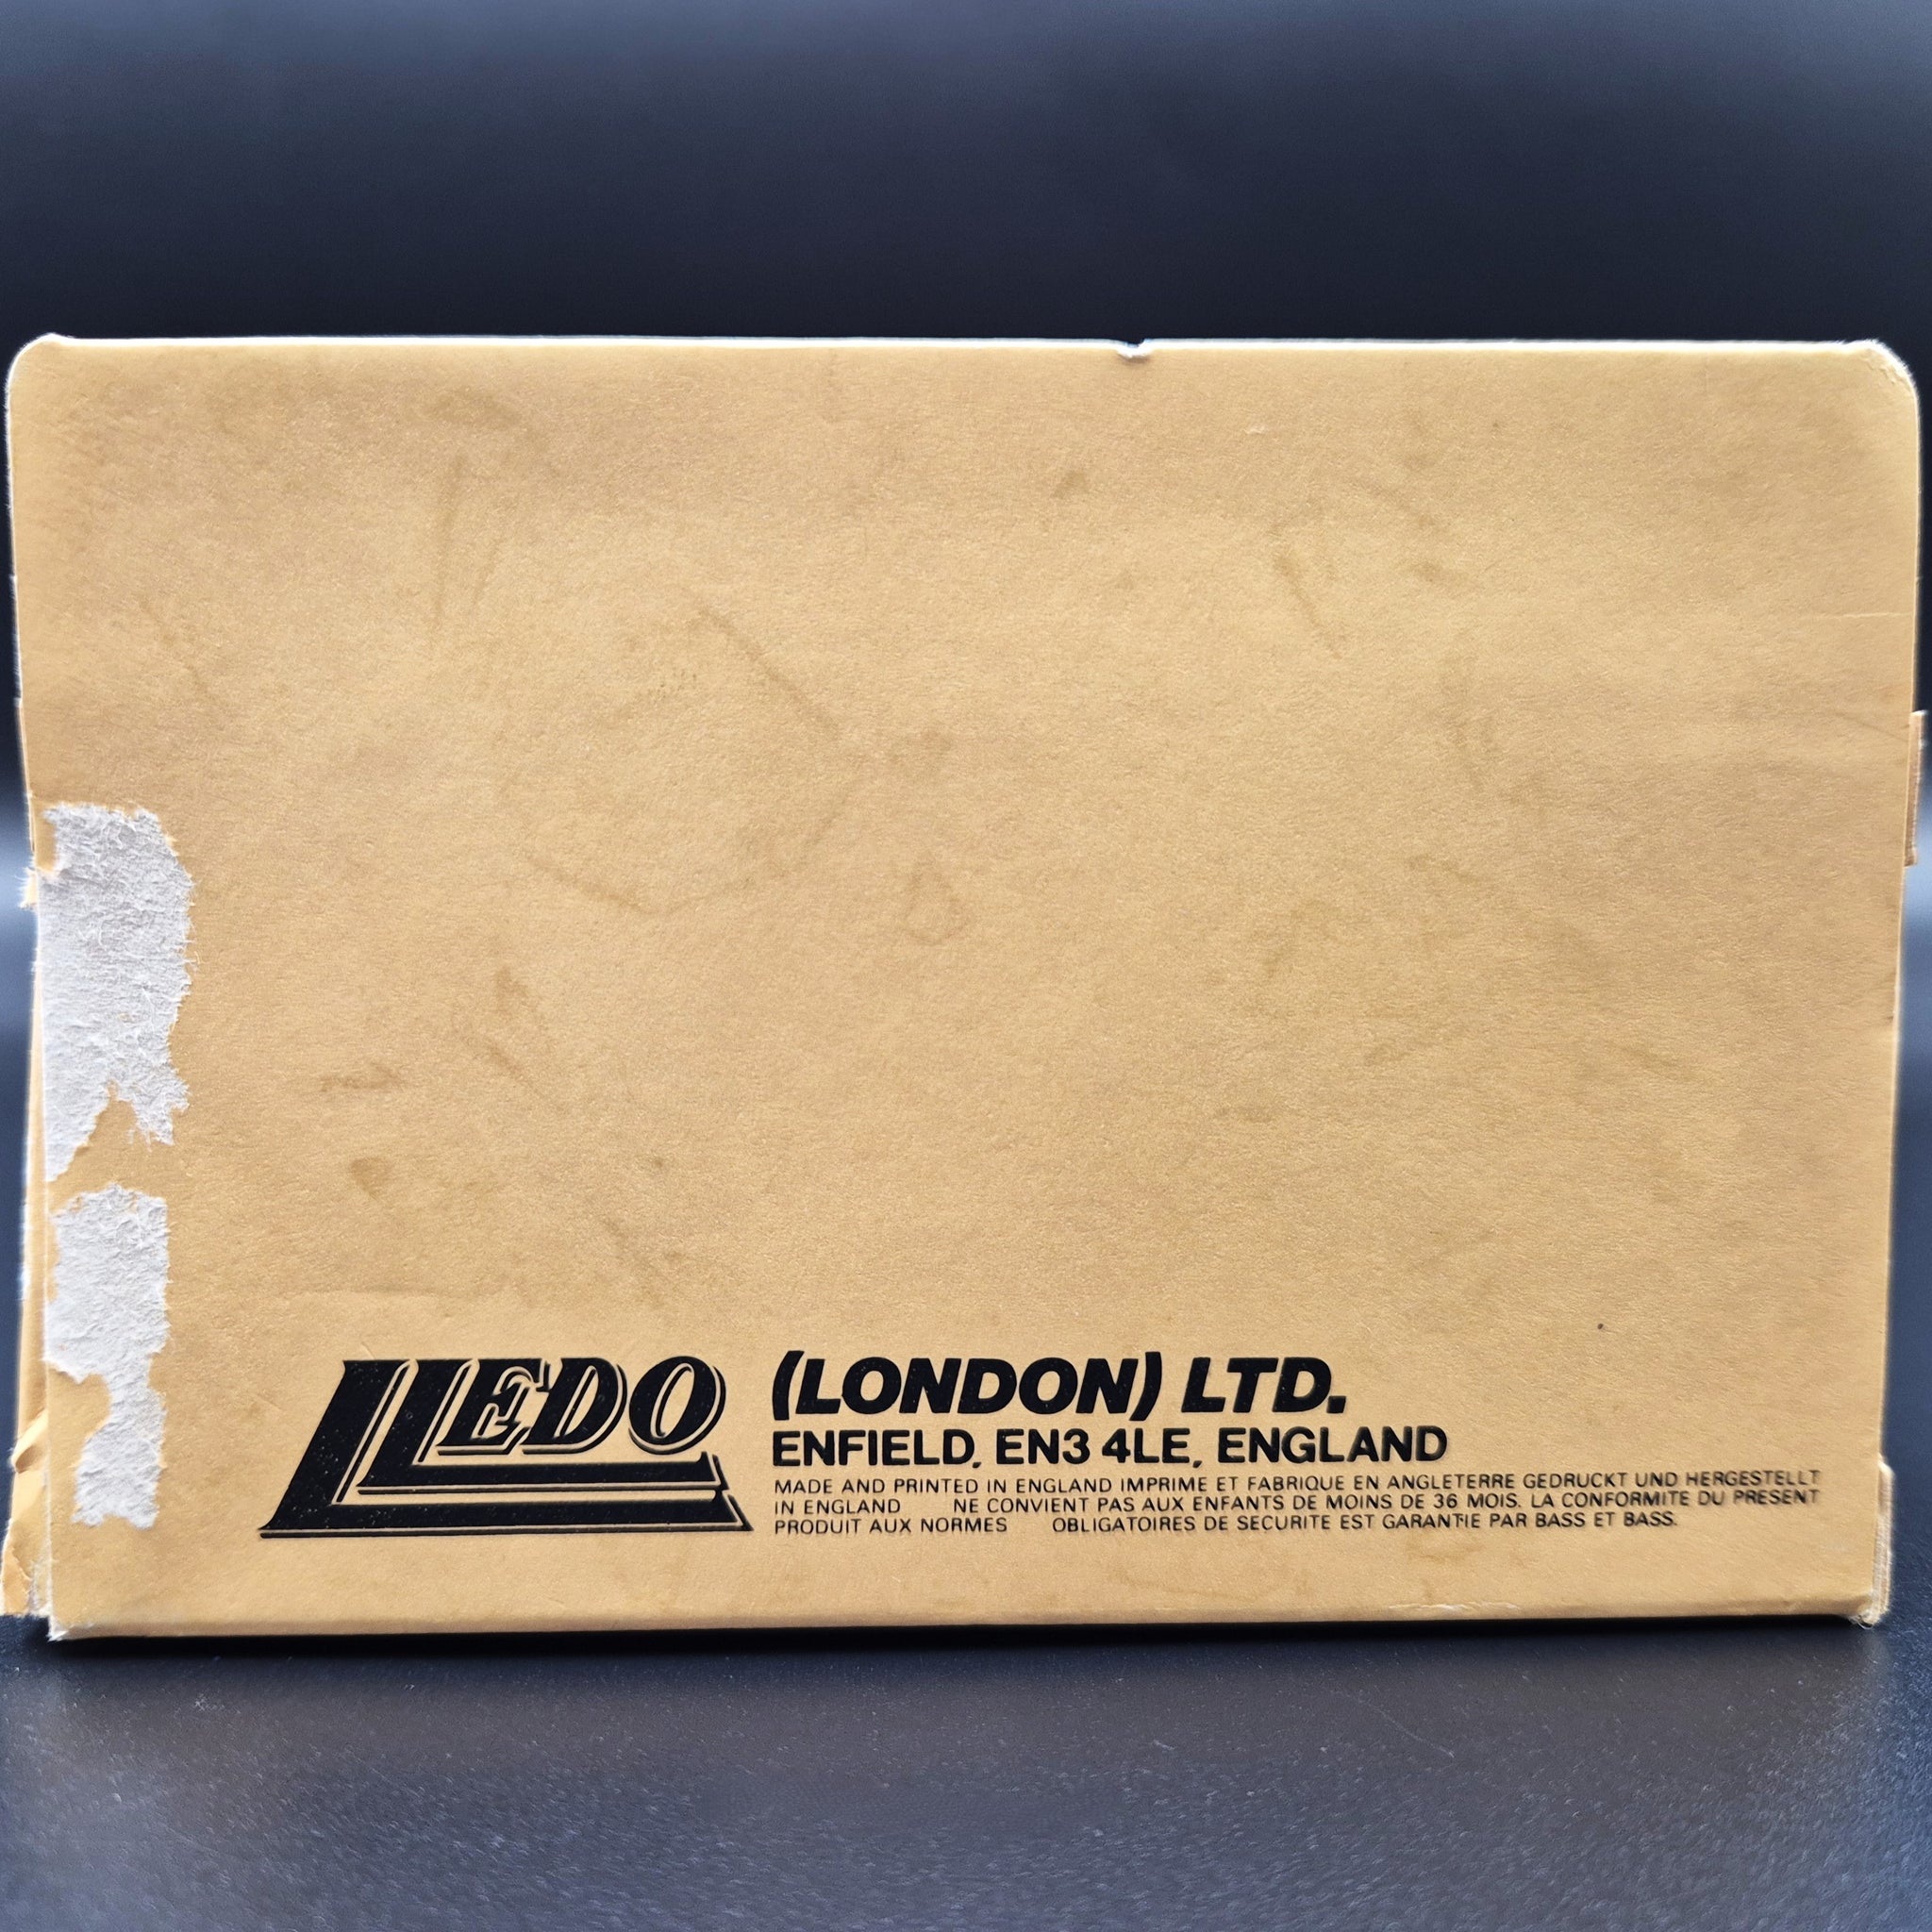 LLEDO (LONDON) LTD.
ENFIELD, EN3 4LE, ENGLAND
MADE AND PRINTED IN ENGLAND IMPRIME ET FABRIQUE EN ANGLETERRE GEDRUCKT UND HERGESTELLT
IN ENGLAND NE CONVIENT PAS AUX ENFANTS DE MOINS DE 36 MOIS. LA CONFORMITE DU PRESENT
PRODUIT AUX NORMES OBLIGATOIRES DE SECURITE EST GARANTIE PAR BASS ET BASS.